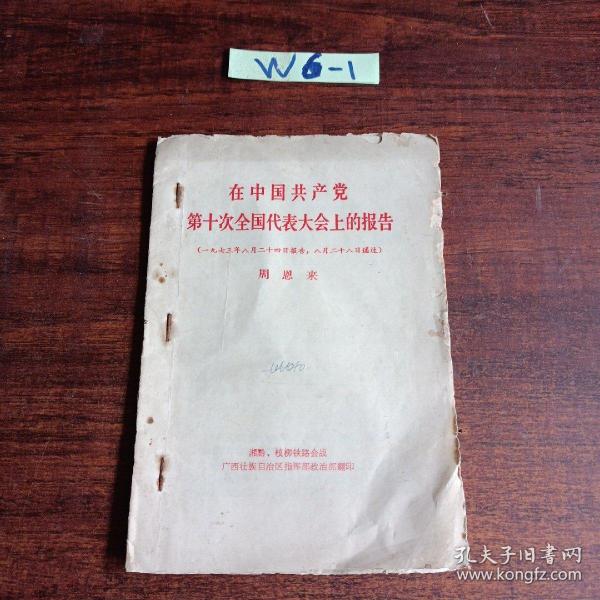 W6-1
在中国共产党
第十次全国代表大会上的报告
(一九七三年八月二十四日报告，八月二十八日通过)
周恩来
湘黔、枝柳铁路会战
广西壮族自治区指挥部政治部翻印
孔夫子旧书网
www.kongfz.com